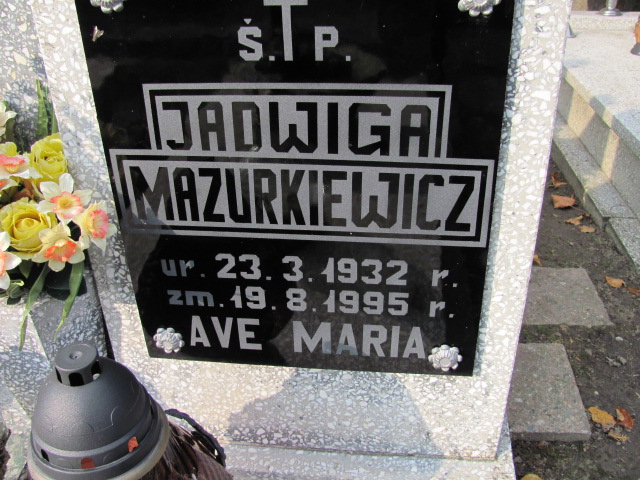 Ś. P.
JADWIGA
MAZURKIEWICZ
ur. 23. 3. 1932 r.
zm. 19. 8. 1995 r.
AVE MARIA